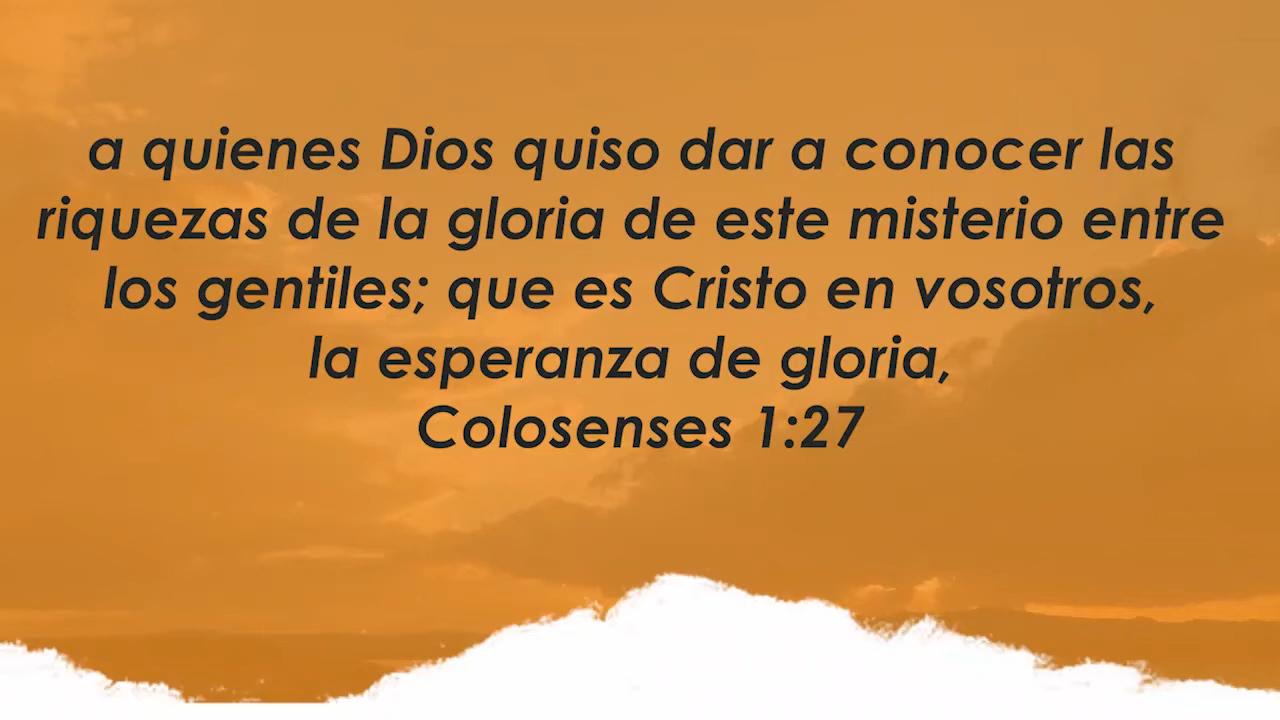 a quienes Dios quiso dar a conocer las
riquezas de la gloria de este misterio entre
los gentiles; que es Cristo en vosotros,
la esperanza de gloria,
Colosenses 1:27